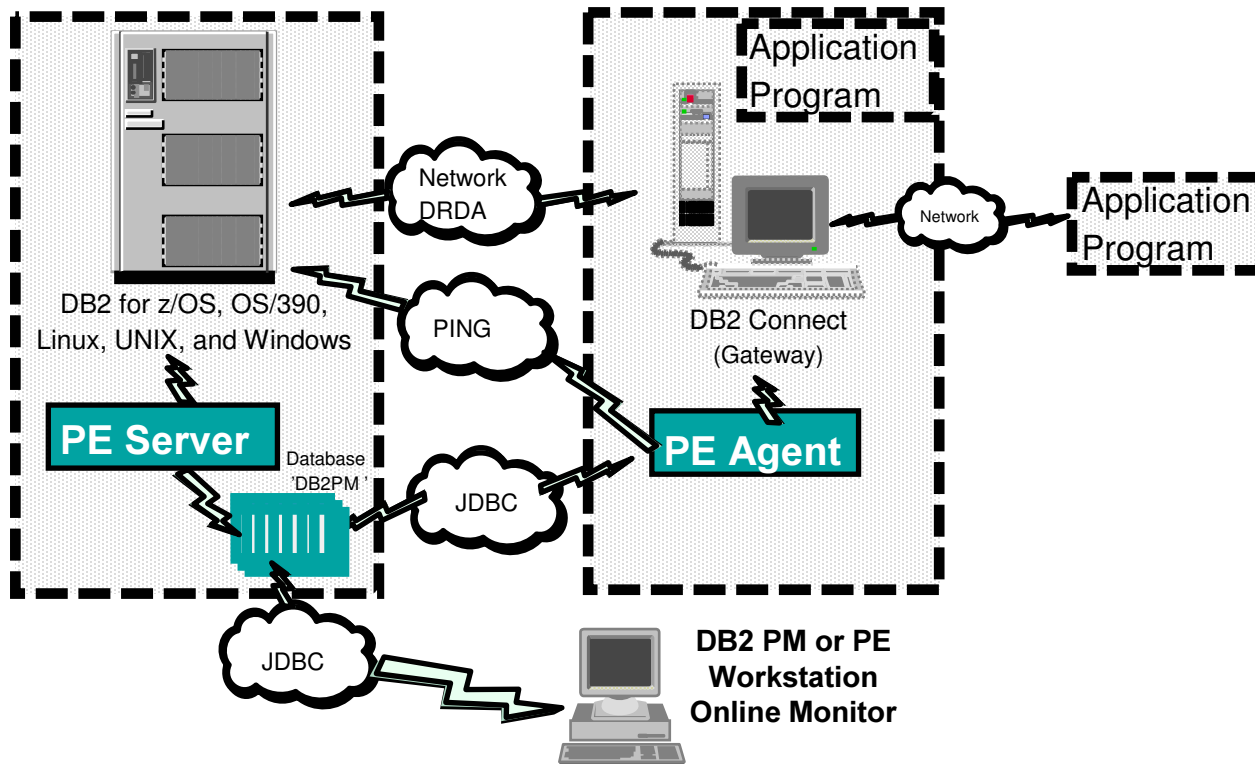 Application
Program
Network
DRDA
Network
Application
Program
DB2 for z/OS, OS/390,
Linux, UNIX, and Windows
PING
DB2 Connect
(Gateway)
PE Server
PE Agent
Database
'DB2PM '
JDBC
JDBC
DB2 PM or PE
Workstation
Online Monitor